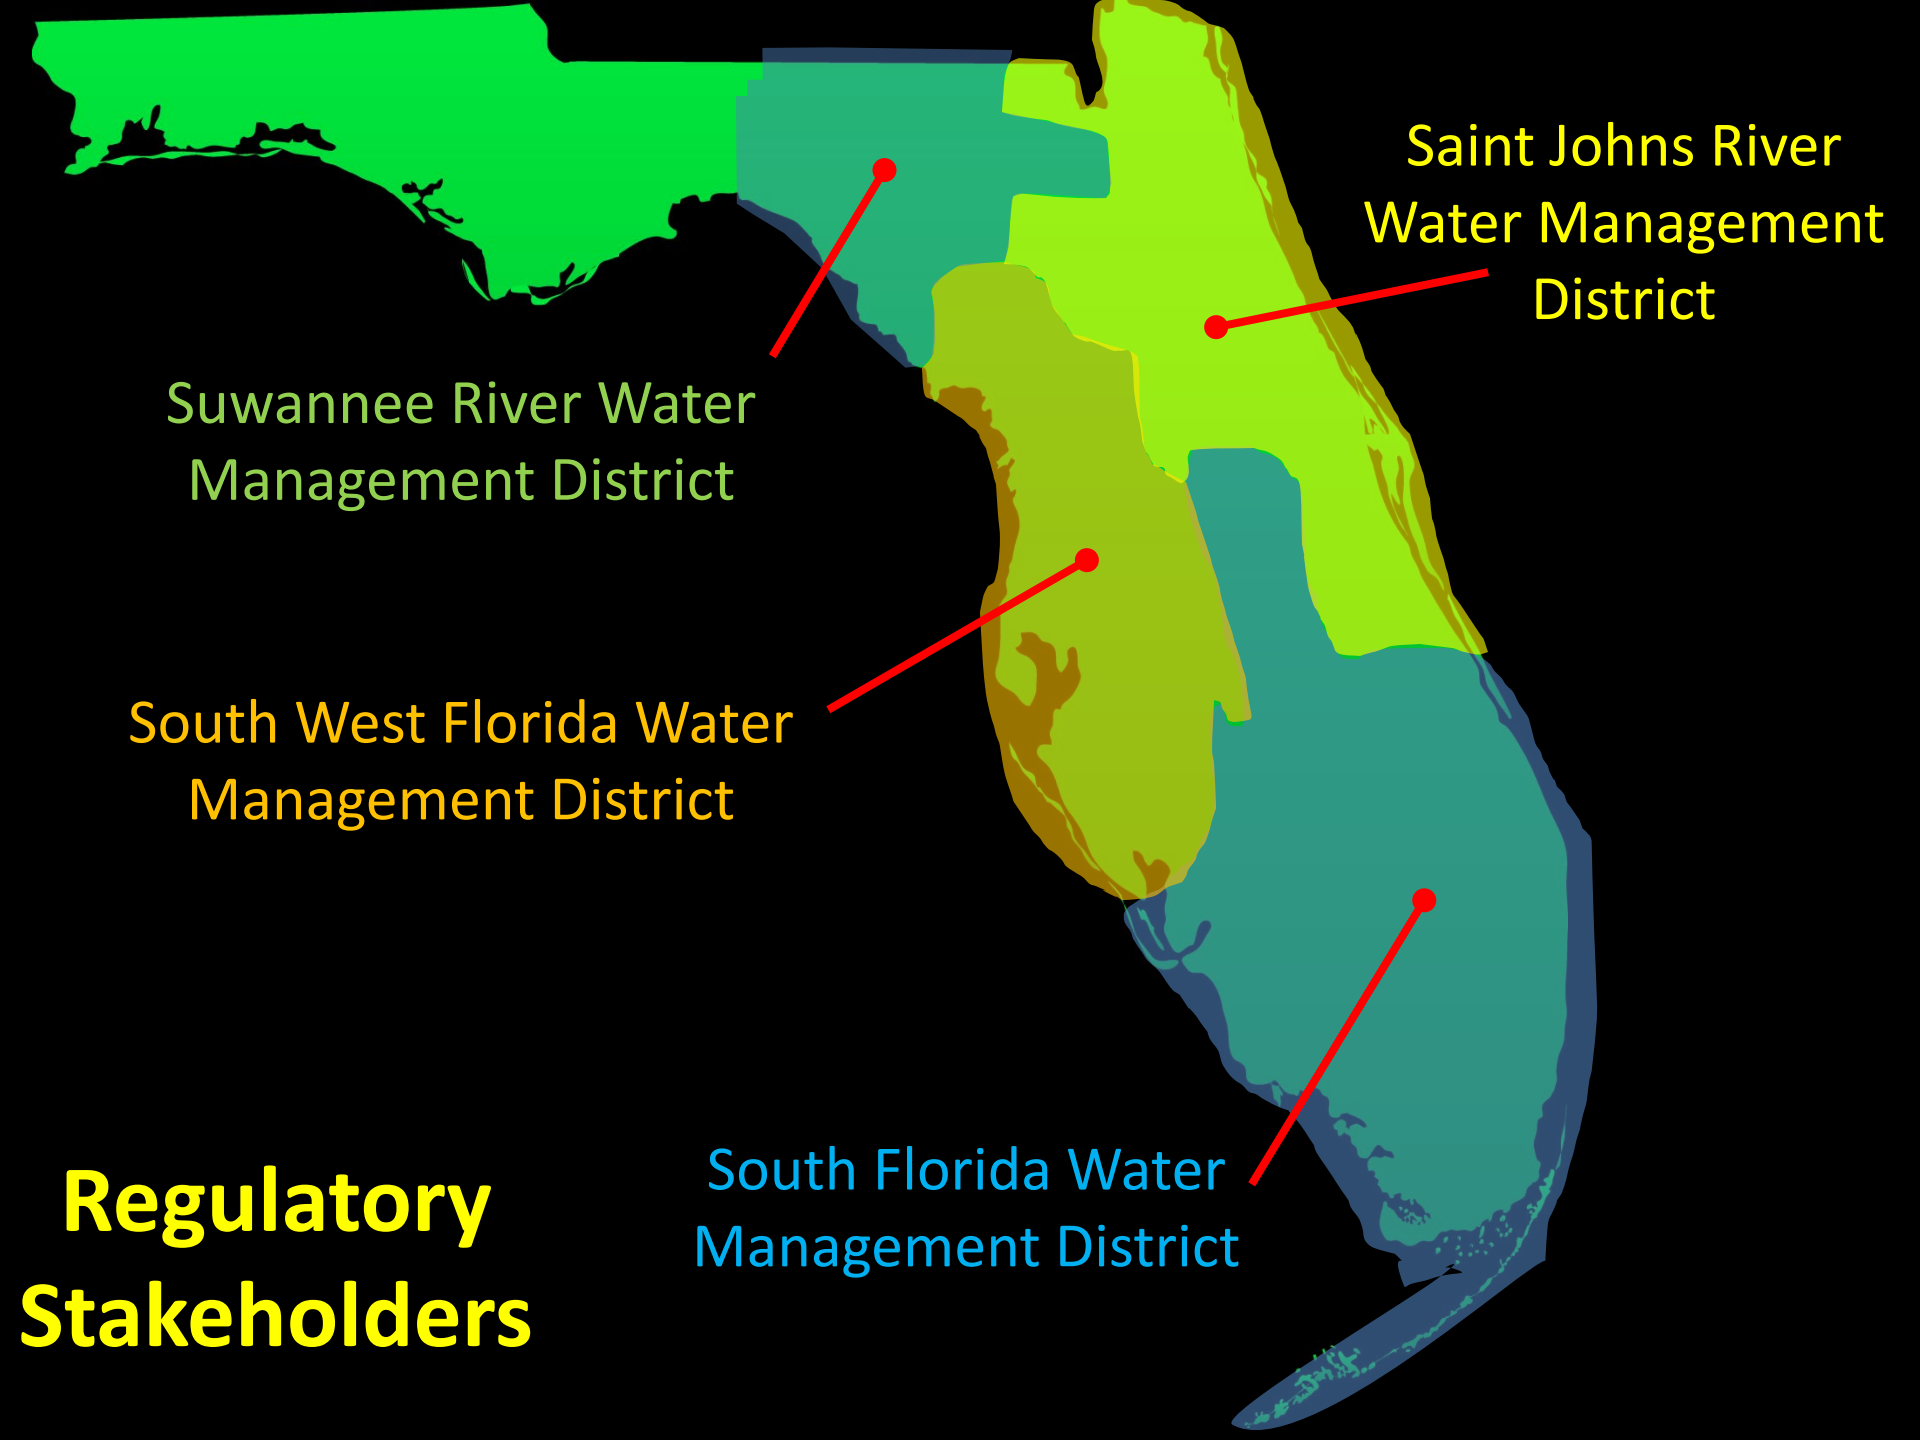 Saint Johns River
Water Management
District
Suwannee River Water
Management District
South West Florida Water
Management District
South Florida Water
Management District
Regulatory
Stakeholders